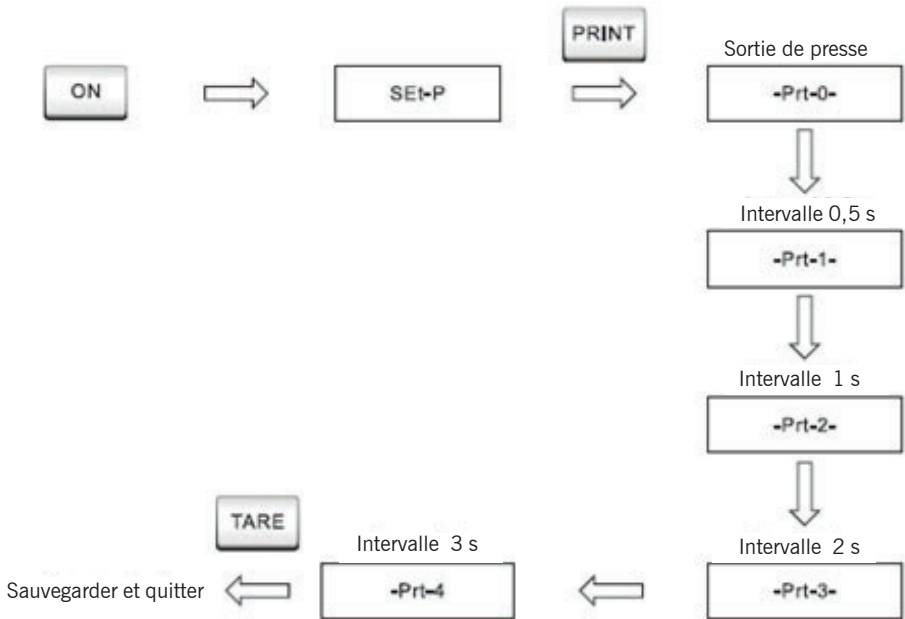 PRINT
Sortie de presse
ON
SEt-P
-Prt-0-
Intervalle 0,5 s
-Prt-1-
Intervalle 1 s
-Prt-2-
TARE
Intervalle 3 s
Intervalle 2 s
Sauvegarder et quitter
-Prt-4
-Prt-3-